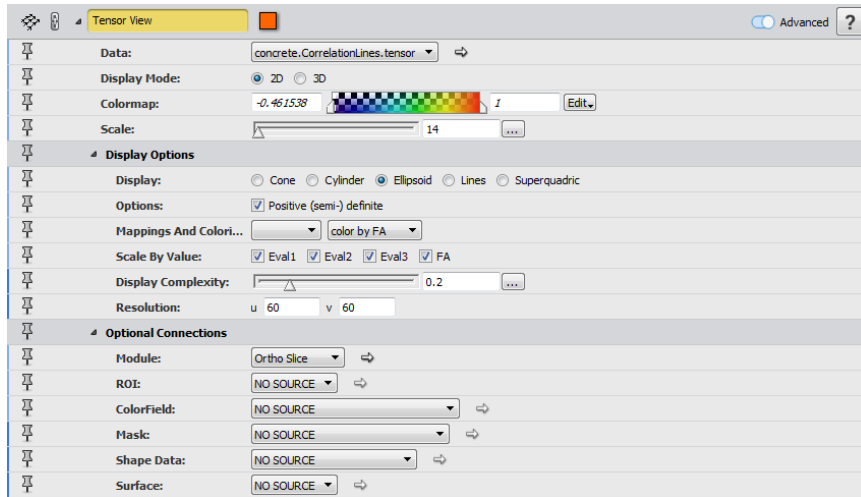 Tensor View Advanced ?
Data: concrete.CorrelationLines.tensor
Display Mode: 2D 3D
Colormap: -0.461538 1 Edit
Scale: 14 ...
Display Options
Display: Cone Cylinder Ellipsoid Lines Superquadric
Options: Positive (semi-) definite
Mappings And Colori... color by FA
Scale By Value: Eval1 Eval2 Eval3 FA
Display Complexity: 0.2 ...
Resolution: u 60 v 60
Optional Connections
Module: Ortho Slice
ROI: NO SOURCE
ColorField: NO SOURCE
Mask: NO SOURCE
Shape Data: NO SOURCE
Surface: NO SOURCE